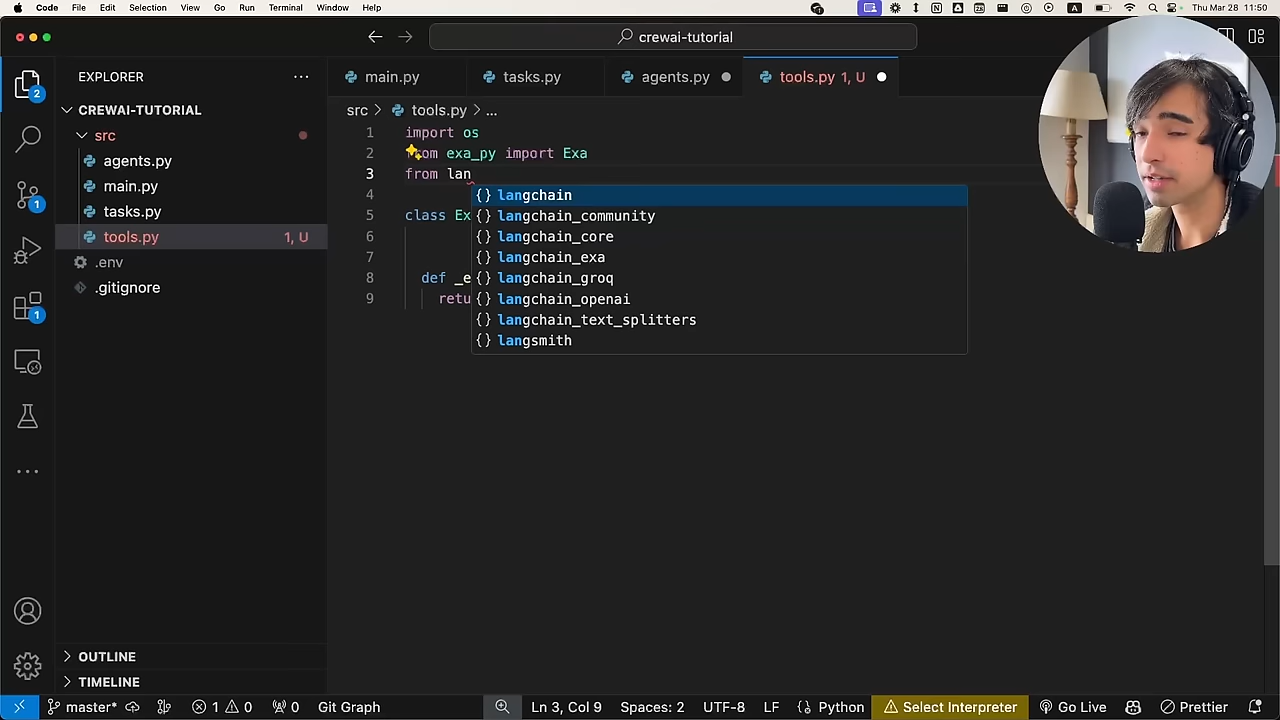 Code File Edit Selection View Go Run Terminal Window Help A Thu Mar 28 11:50
crewai-tutorial
EXPLORER
main.py tasks.py agents.py tools.py 1, U
CREWAI-TUTORIAL
src
agents.py
main.py
tasks.py
tools.py 1, U
.env
.gitignore
2
1
1
src > tools.py > ...
1 import os
2 from exa_py import Exa
3 from lan
4
5 class Ex
6
7
8 def _e
9 retu
langchain
langchain_community
langchain_core
langchain_exa
langchain_groq
langchain_openai
langchain_text_splitters
langsmith
OUTLINE
TIMELINE
master* 1 0 0 Git Graph Ln 3, Col 9 Spaces: 2 UTF-8 LF Python Select Interpreter Go Live Prettier